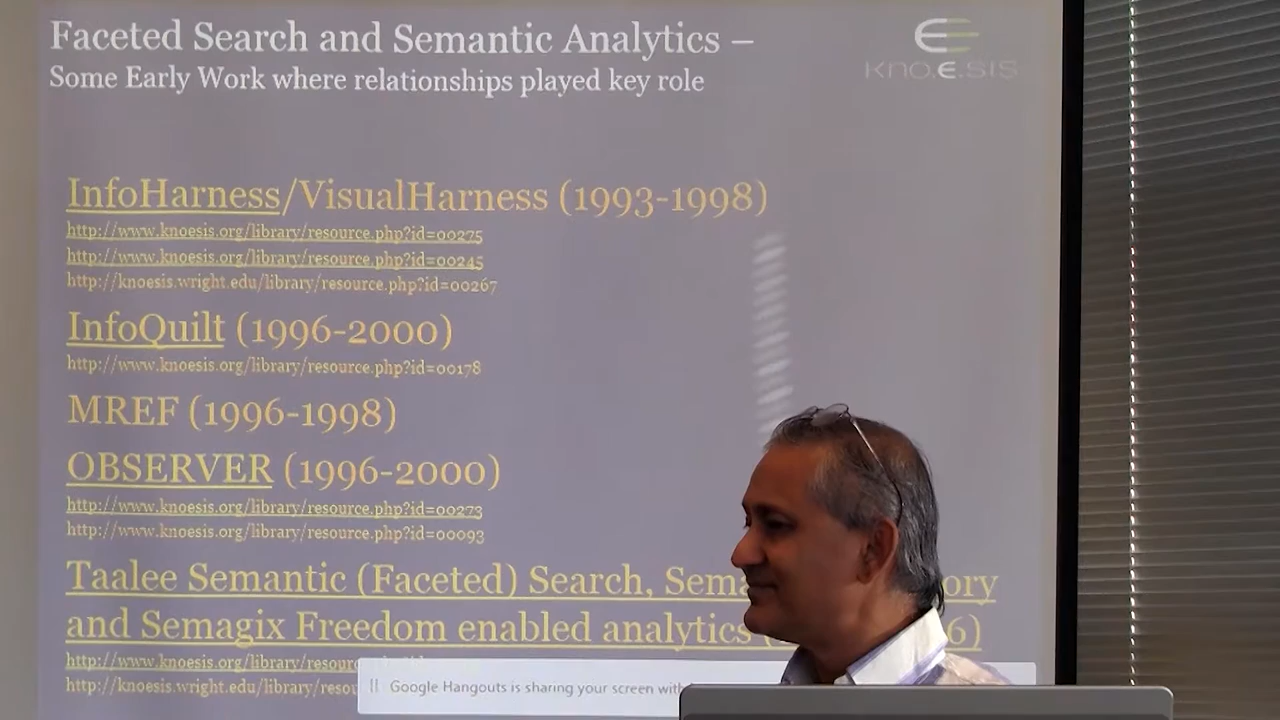 Faceted Search and Semantic Analytics –
Some Early Work where relationships played key role
kno.e.sis
InfoHarness/VisualHarness (1993-1998)
http://www.knoesis.org/library/resource.php?id=00275
http://www.knoesis.org/library/resource.php?id=00245
http://knoesis.wright.edu/library/resource.php?id=00267
InfoQuilt (1996-2000)
http://www.knoesis.org/library/resource.php?id=00178
MREF (1996-1998)
OBSERVER (1996-2000)
http://www.knoesis.org/library/resource.php?id=00273
http://www.knoesis.org/library/resource.php?id=00093
Taalee Semantic (Faceted) Search, Sema ory
and Semagix Freedom enabled analytics ( 6)
http://www.knoesis.org/library/resour
http://knoesis.wright.edu/library/resou
Google Hangouts is sharing your screen with